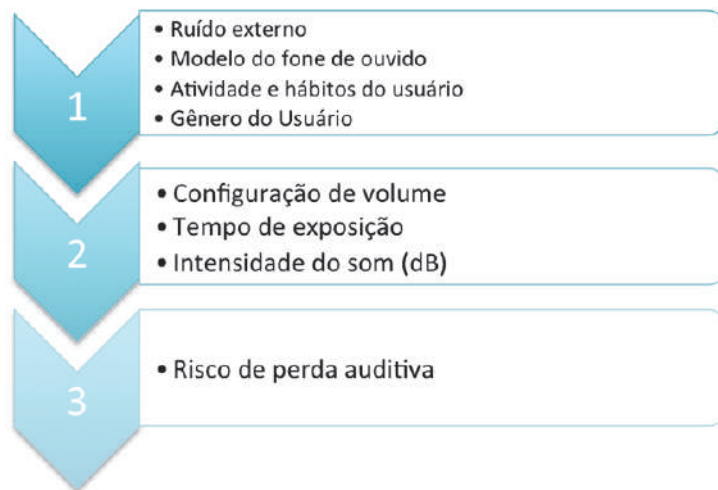 1
• Ruído externo
• Modelo do fone de ouvido
• Atividade e hábitos do usuário
• Gênero do Usuário
2
• Configuração de volume
• Tempo de exposição
• Intensidade do som (dB)
3
• Risco de perda auditiva